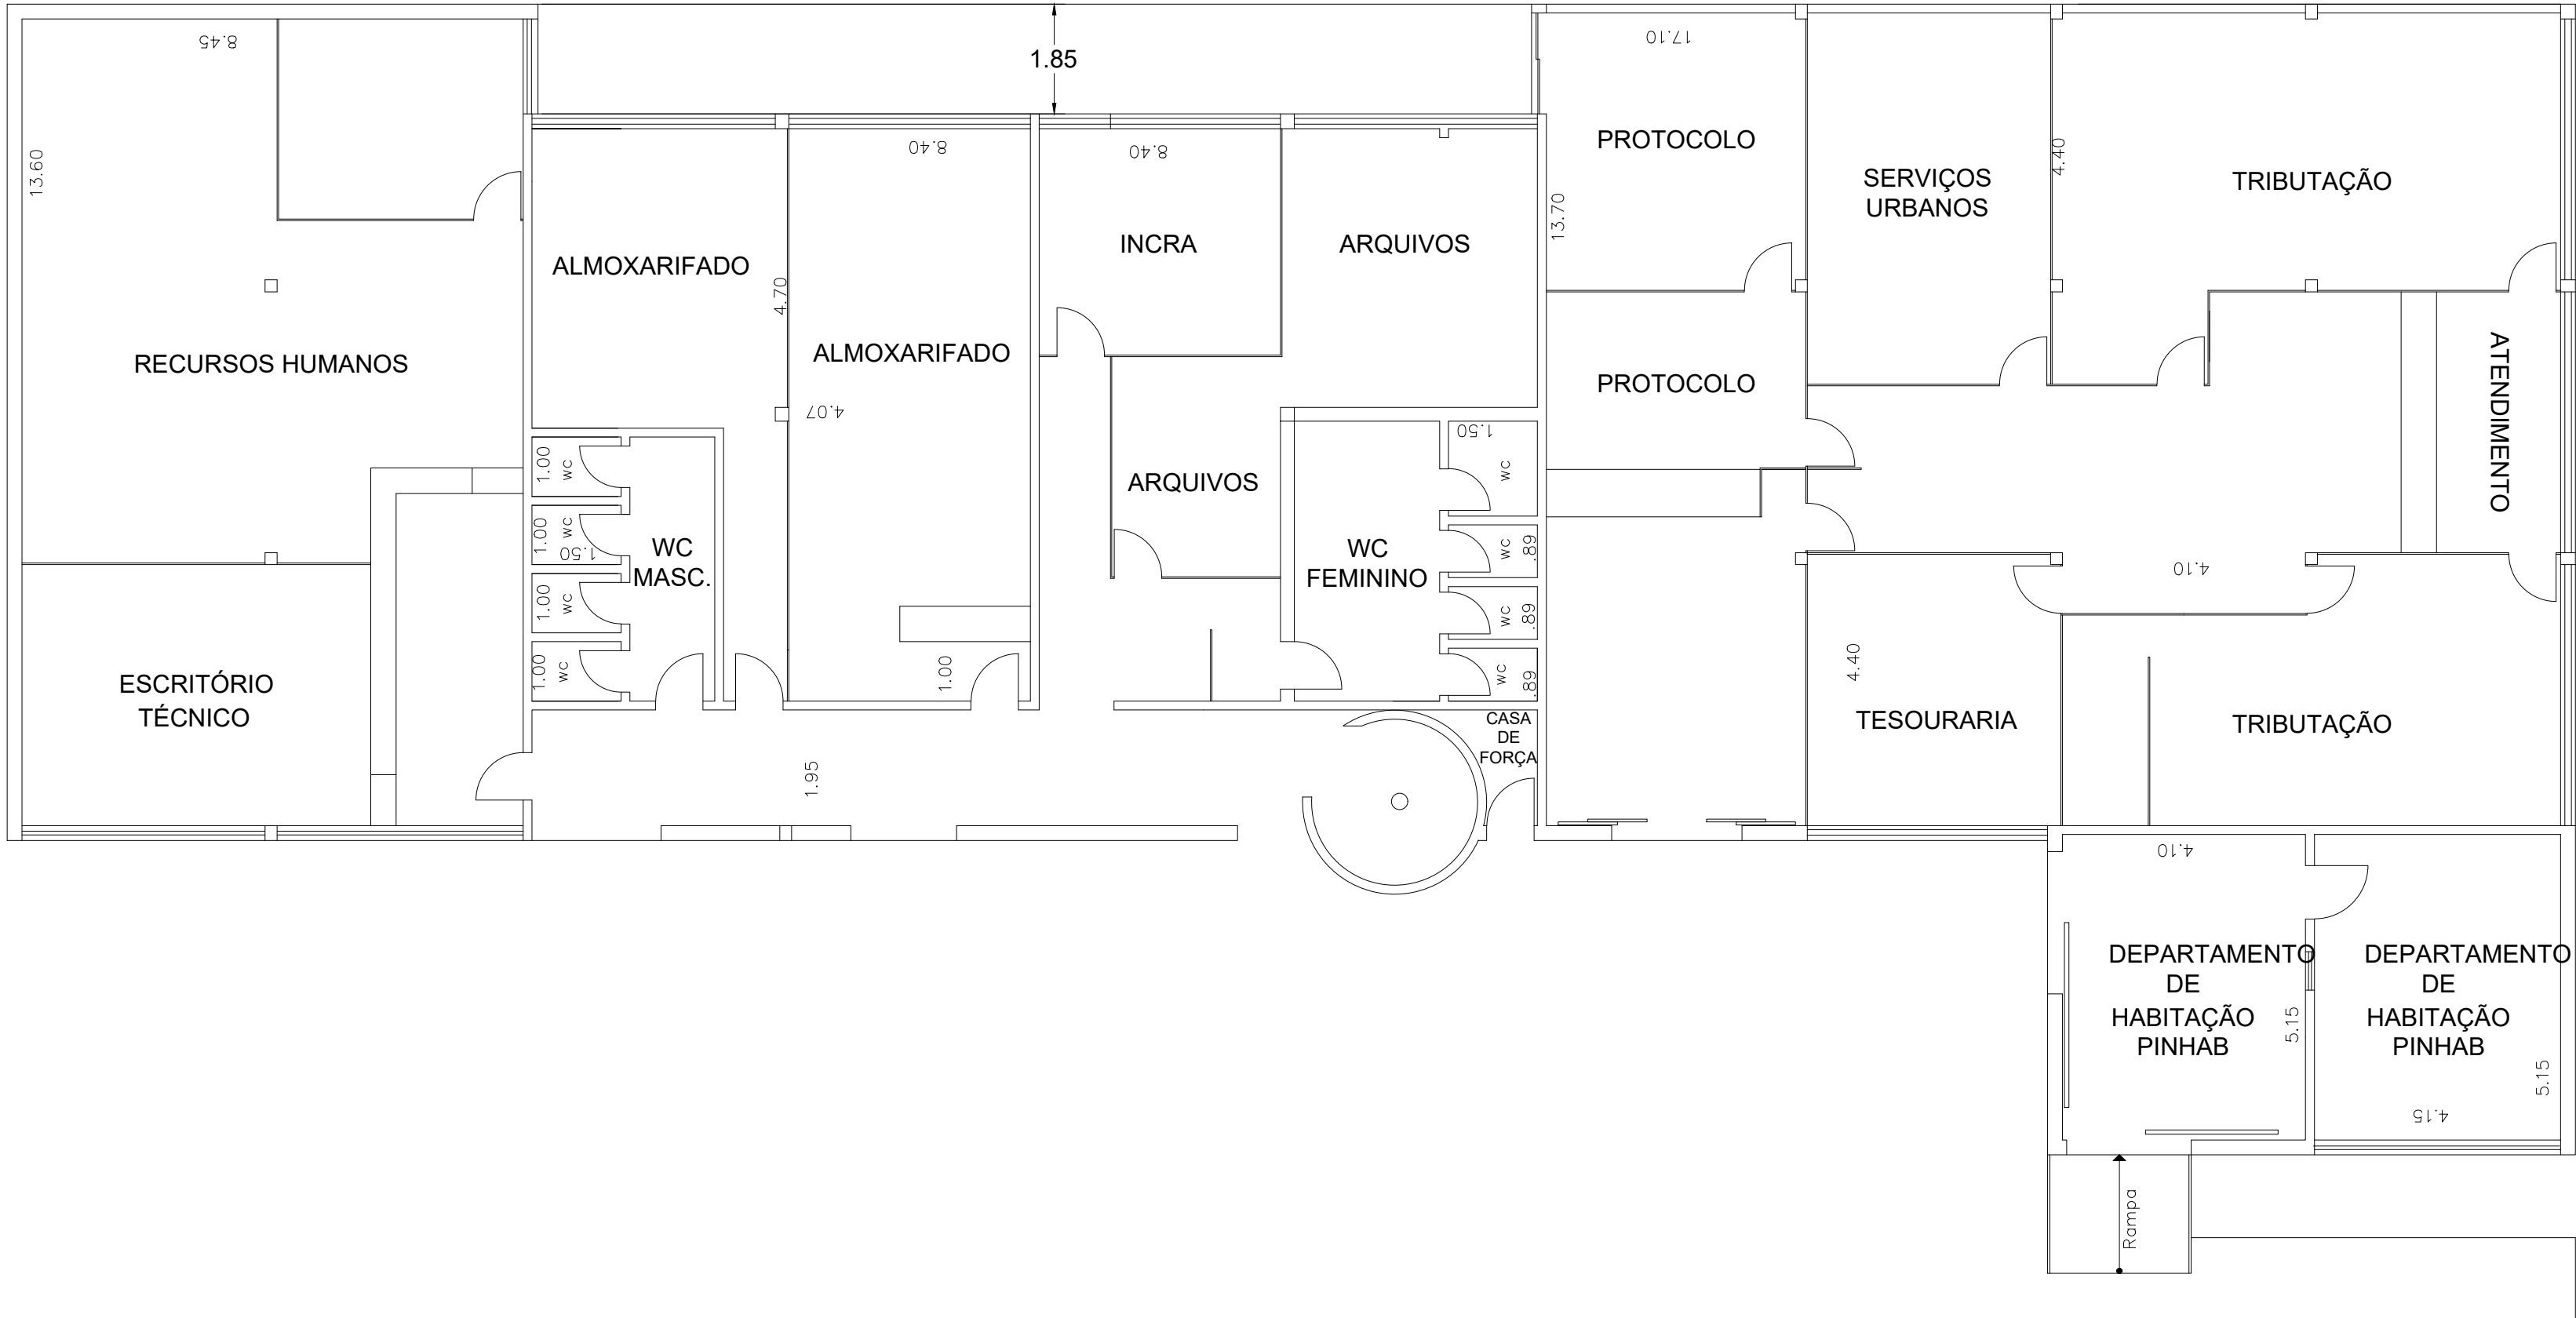 8.45
13.60
RECURSOS HUMANOS
ESCRITÓRIO
TÉCNICO
1.85
ALMOXARIFADO
4.70
8.40
ALMOXARIFADO
4.07
1.00
1.00
wc
1.00
wc
1.50
1.00
wc
1.00
wc
WC
MASC.
1.95
8.40
INCRA
ARQUIVOS
ARQUIVOS
WC
FEMININO
1.50
wc
wc
.89
wc
.89
wc
.89
CASA
DE
FORÇA
17.10
13.70
PROTOCOLO
PROTOCOLO
SERVIÇOS
URBANOS
4.40
TRIBUTAÇÃO
ATENDIMENTO
4.10
4.40
TESOURARIA
TRIBUTAÇÃO
4.10
DEPARTAMENTO
DE
HABITAÇÃO
PINHAB
5.15
DEPARTAMENTO
DE
HABITAÇÃO
PINHAB
5.15
4.15
Rampa